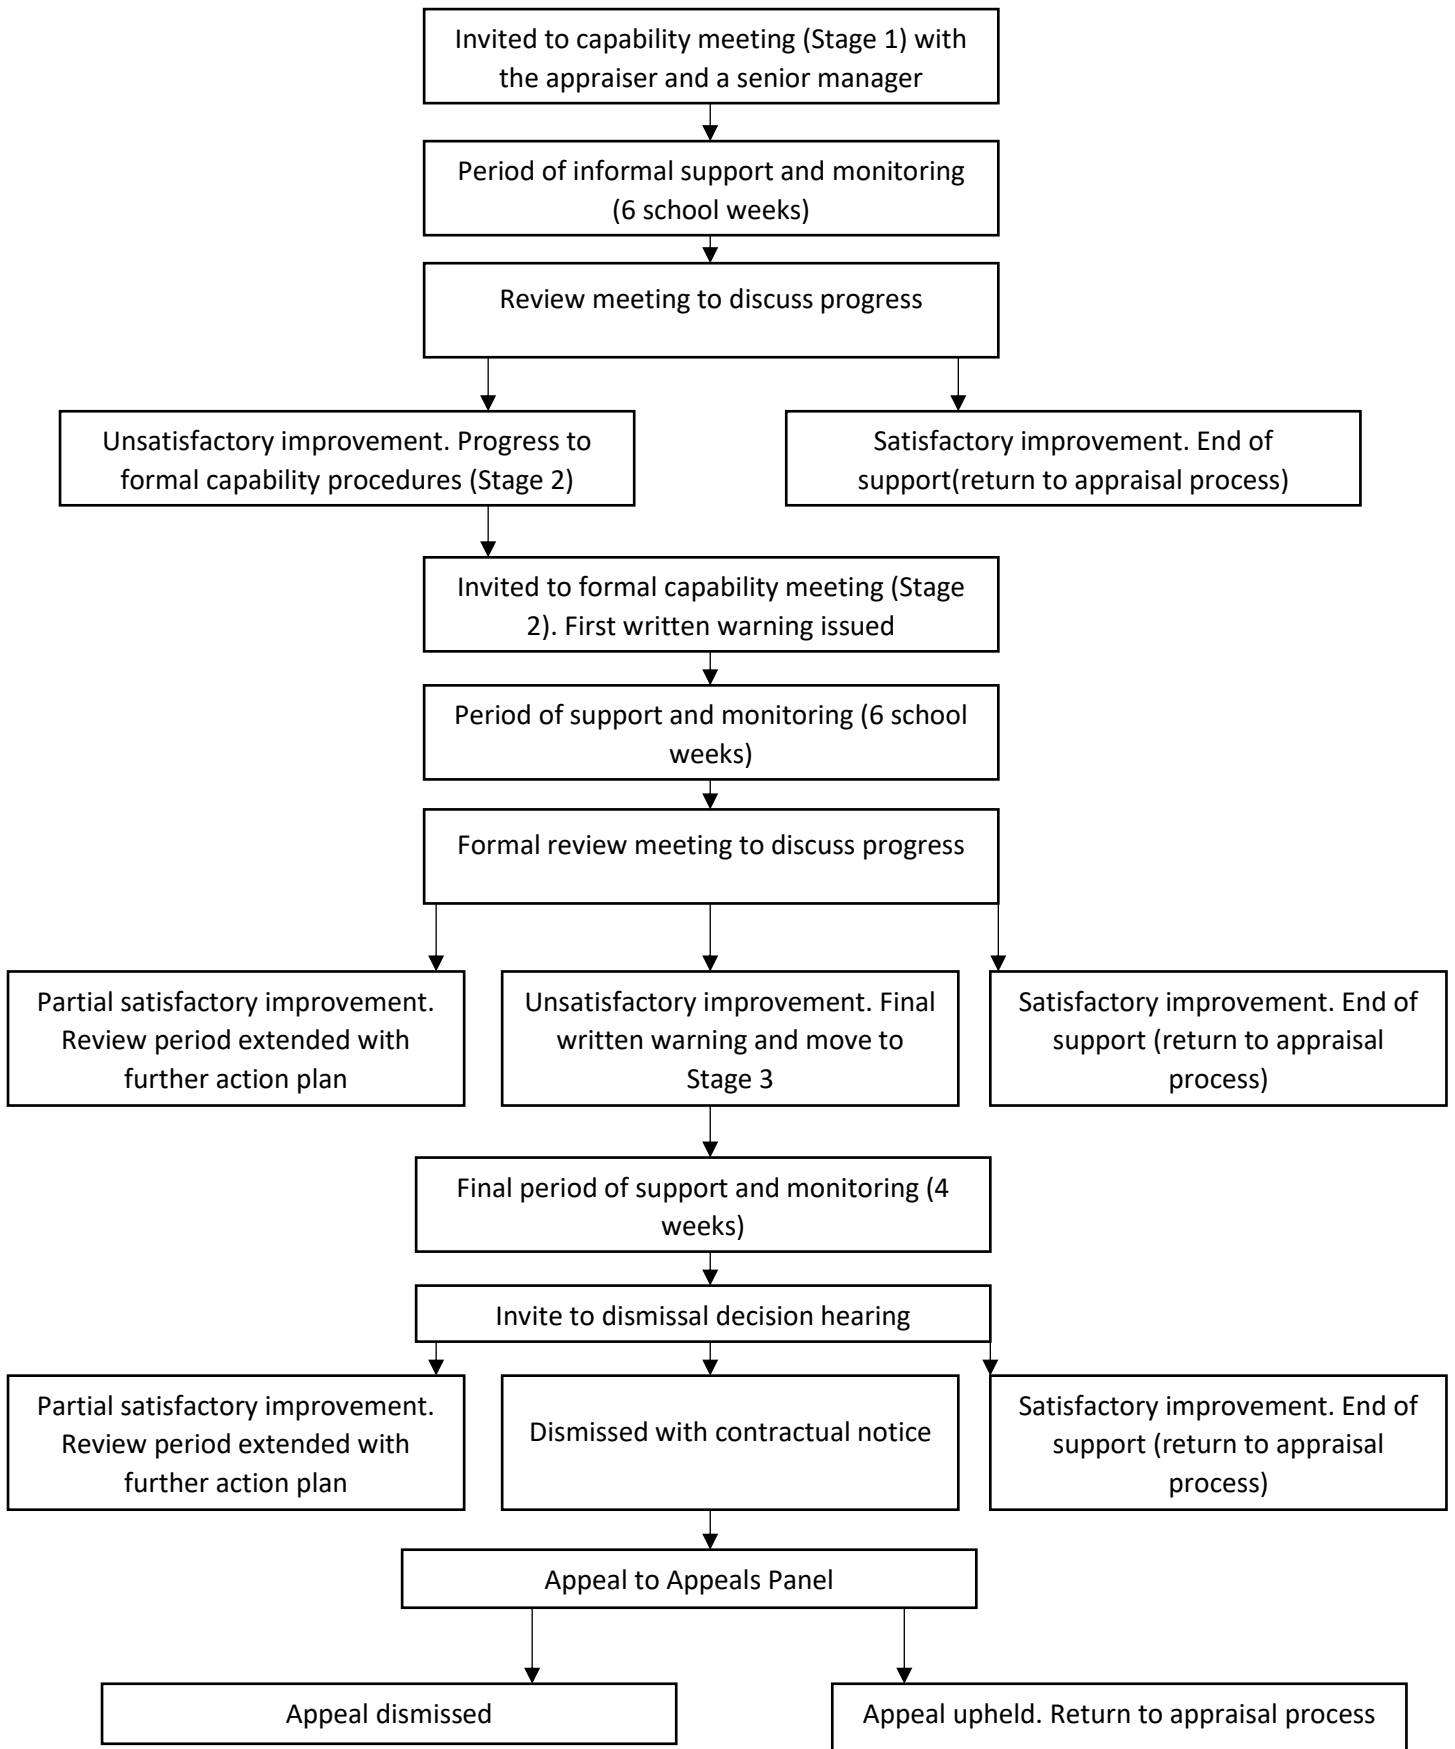 Invited to capability meeting (Stage 1) with
the appraiser and a senior manager
Period of informal support and monitoring
(6 school weeks)
Review meeting to discuss progress
Unsatisfactory improvement. Progress to
formal capability procedures (Stage 2)
Satisfactory improvement. End of
support(return to appraisal process)
Invited to formal capability meeting (Stage
2). First written warning issued
Period of support and monitoring (6 school
weeks)
Formal review meeting to discuss progress
Partial satisfactory improvement.
Review period extended with
further action plan
Unsatisfactory improvement. Final
written warning and move to
Stage 3
Satisfactory improvement. End of
support (return to appraisal
process)
Final period of support and monitoring (4
weeks)
Invite to dismissal decision hearing
Partial satisfactory improvement.
Review period extended with
further action plan
Dismissed with contractual notice
Satisfactory improvement. End of
support (return to appraisal
process)
Appeal to Appeals Panel
Appeal dismissed
Appeal upheld. Return to appraisal process